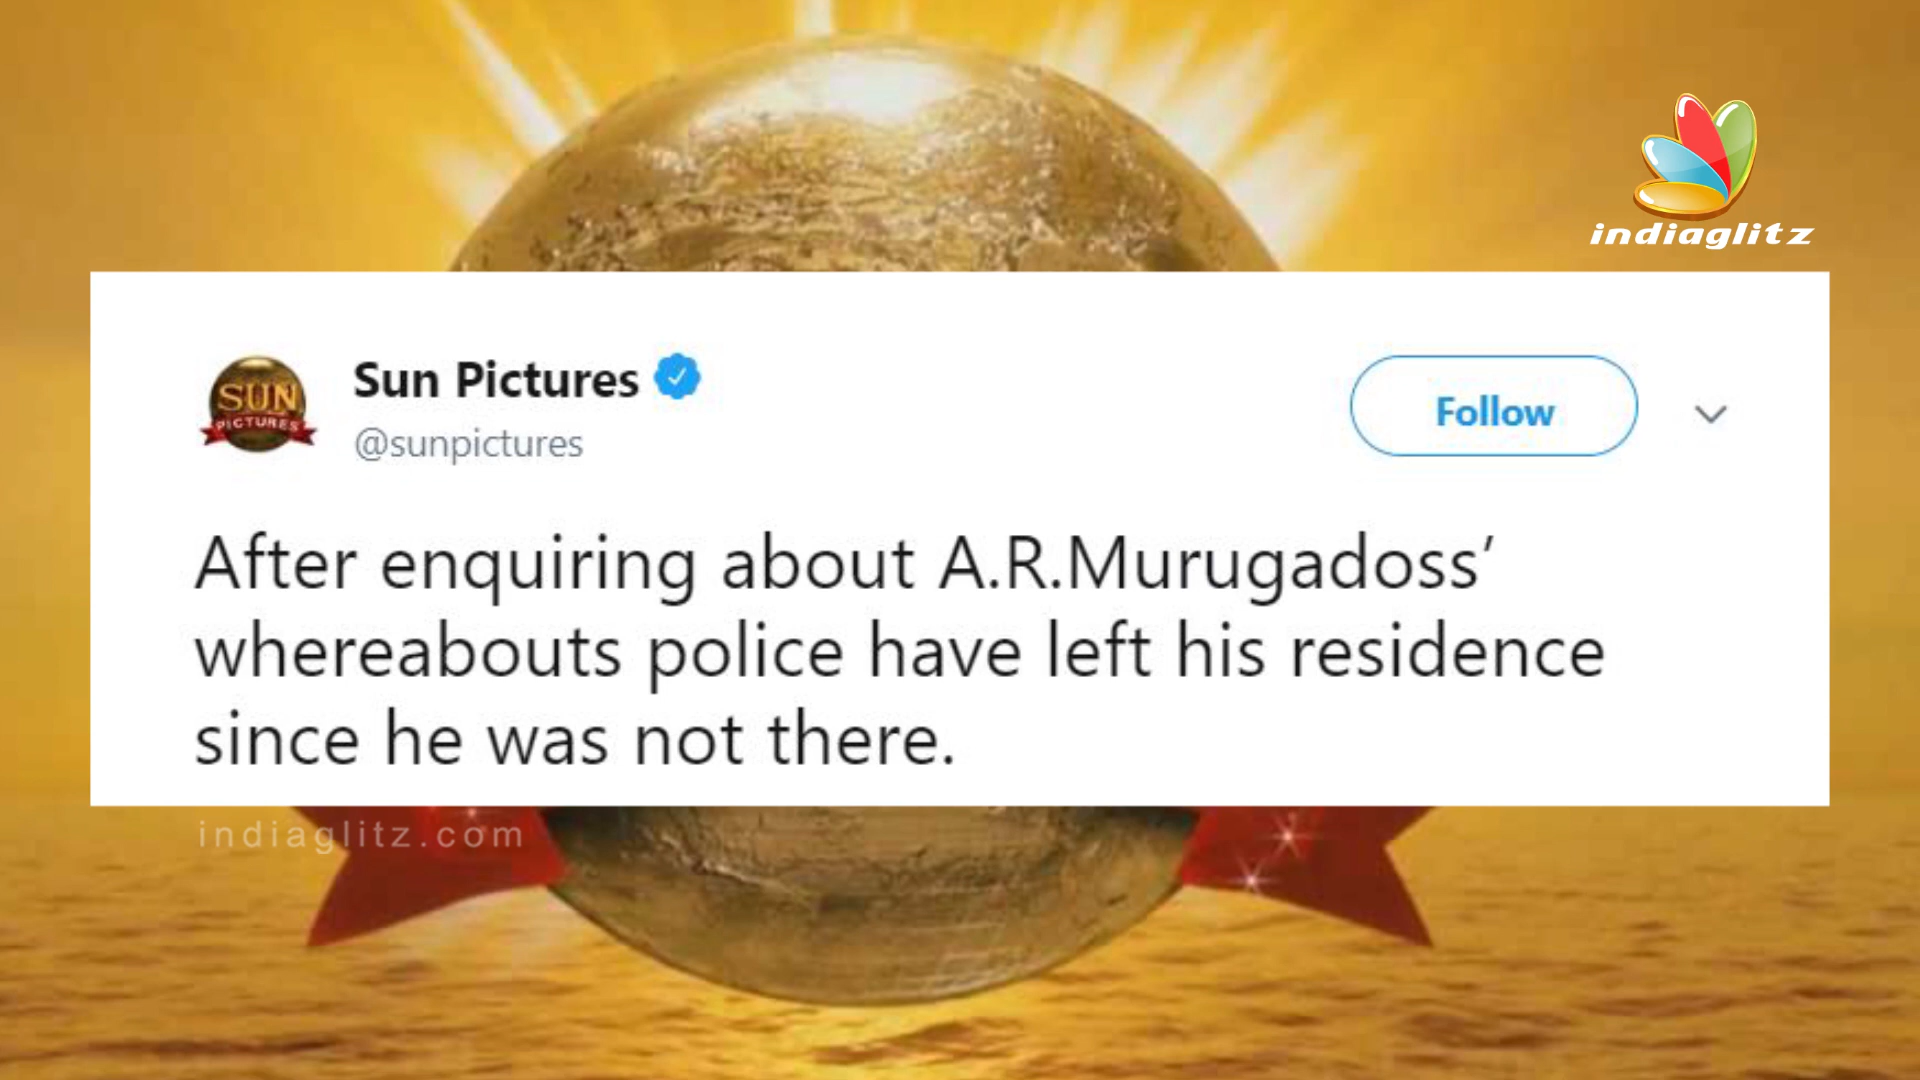 indiaglitz
SUN
PICTURES
Sun Pictures
@sunpictures
Follow
After enquiring about A.R.Murugadoss’
whereabouts police have left his residence
since he was not there.
indiaglitz.com